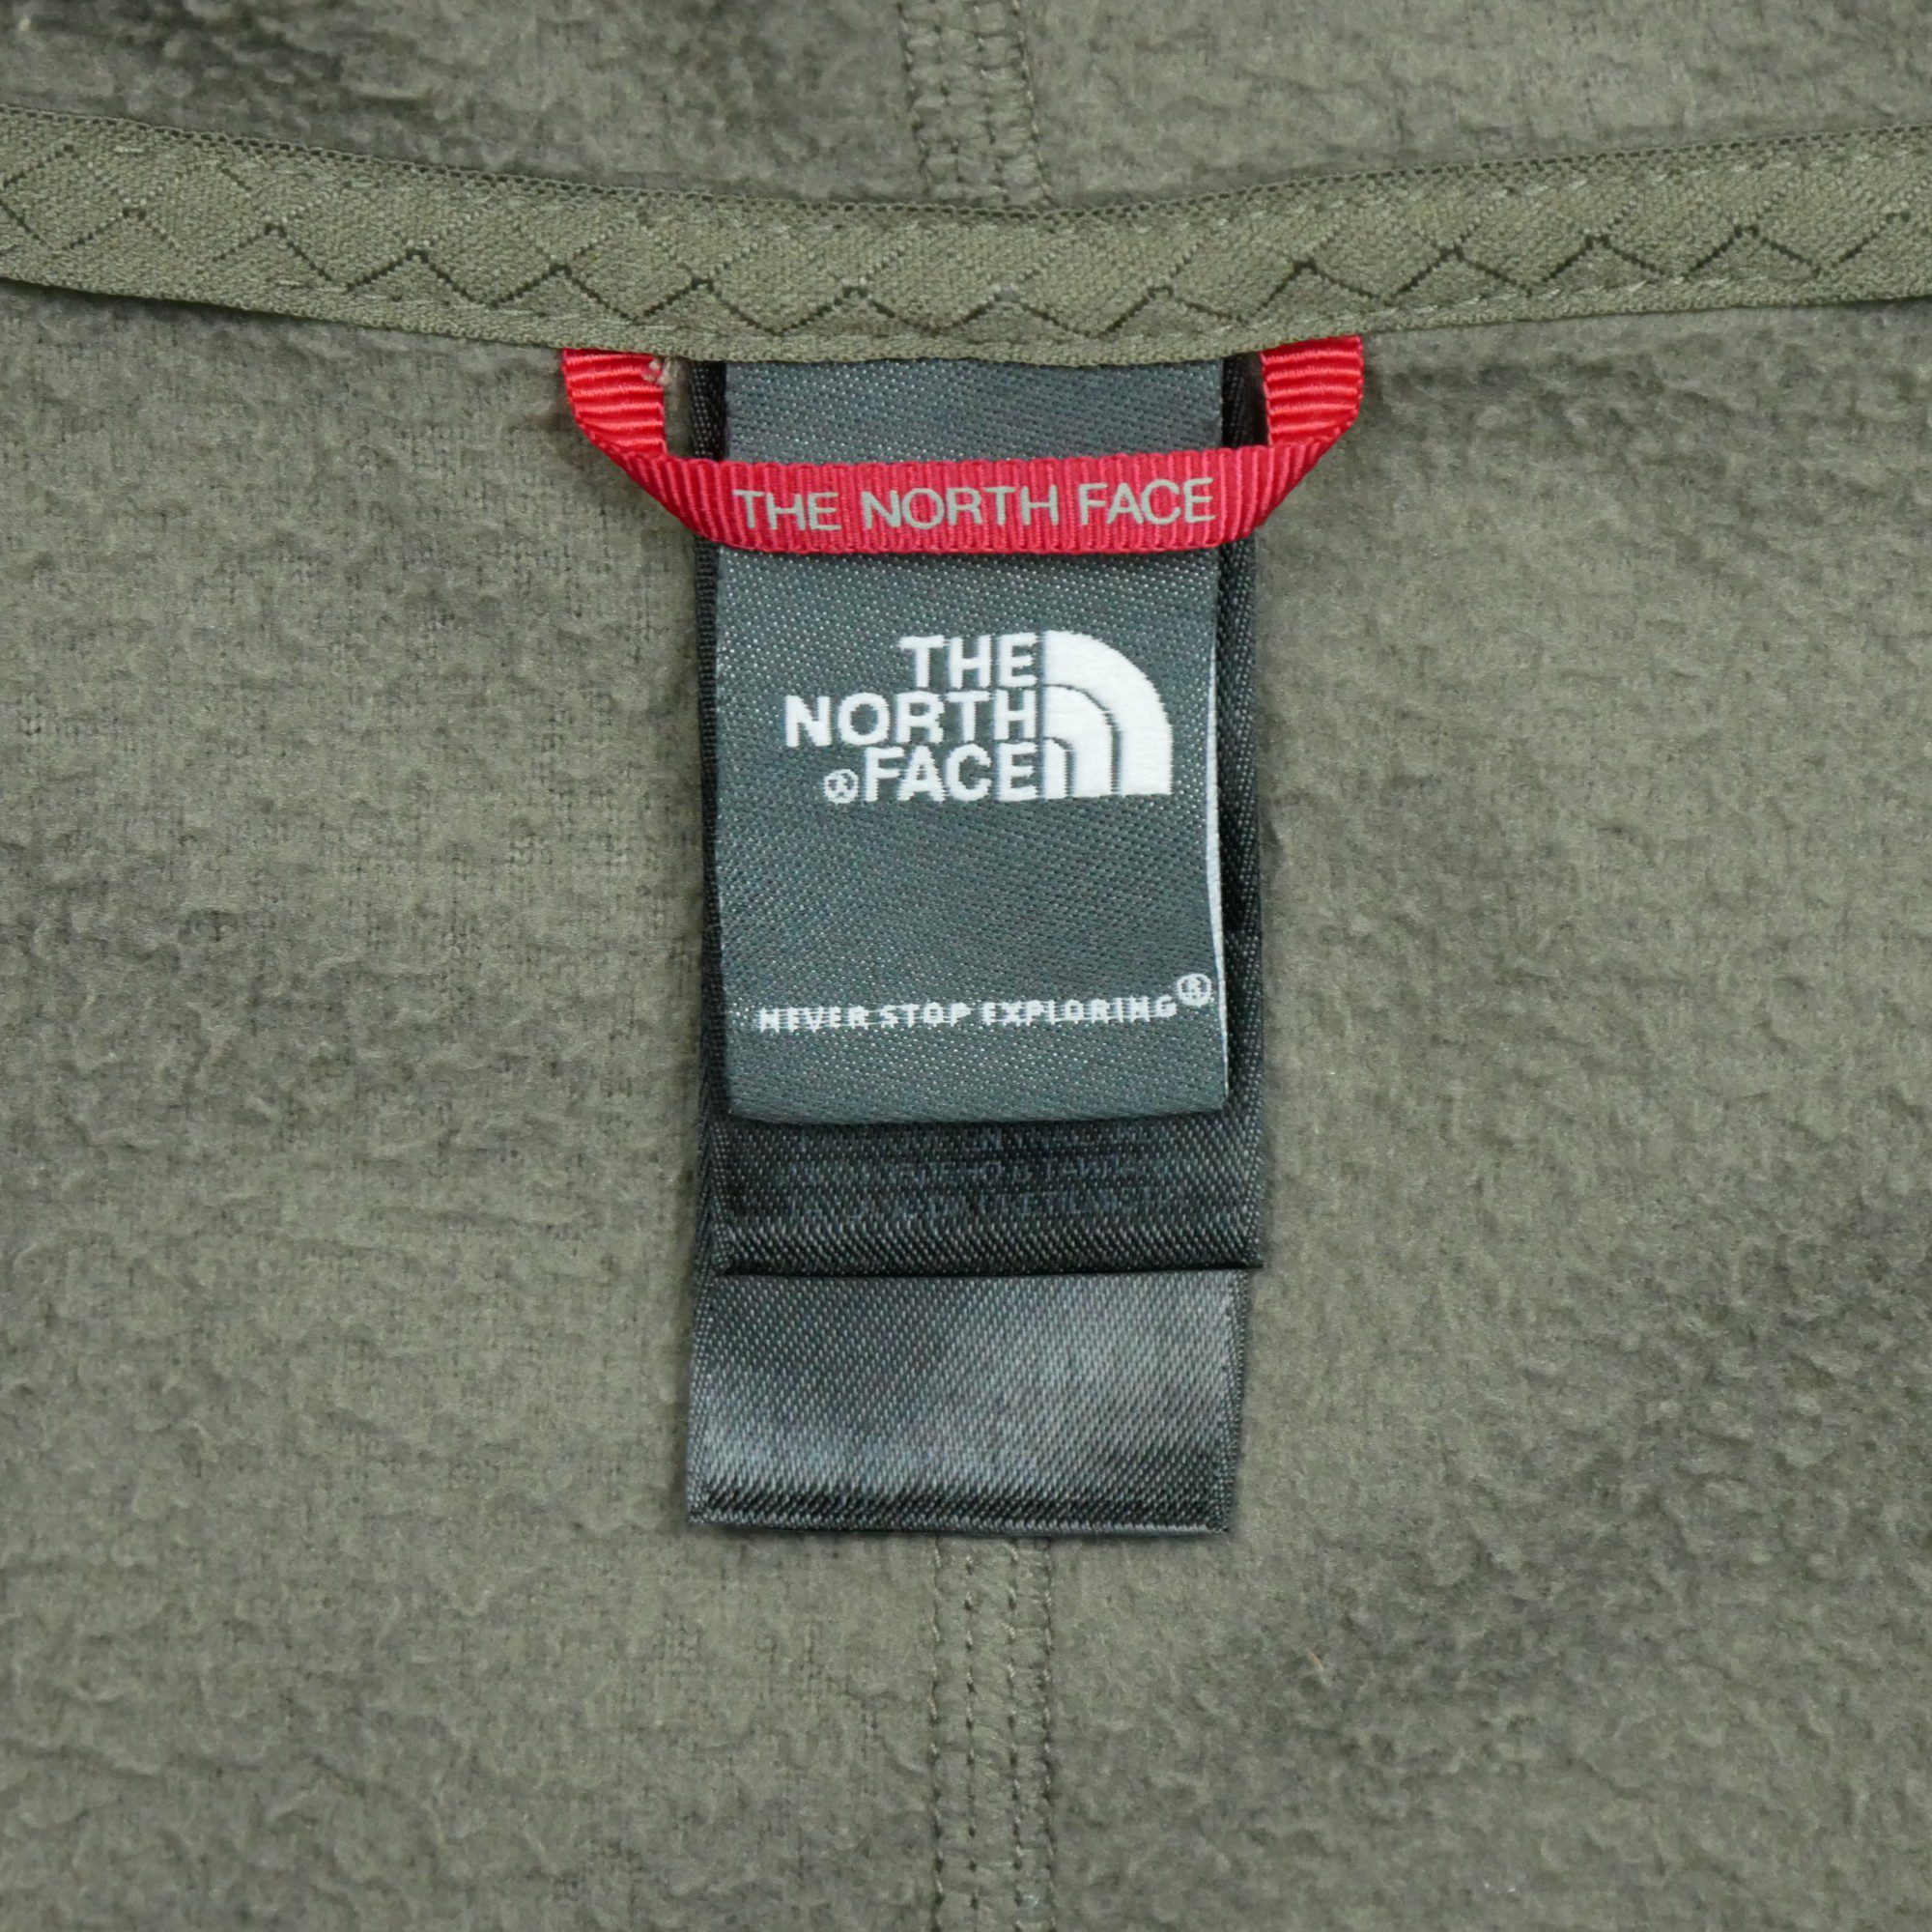 THE NORTH FACE
THE
NORTH
®FACE
NEVER STOP EXPLORING®